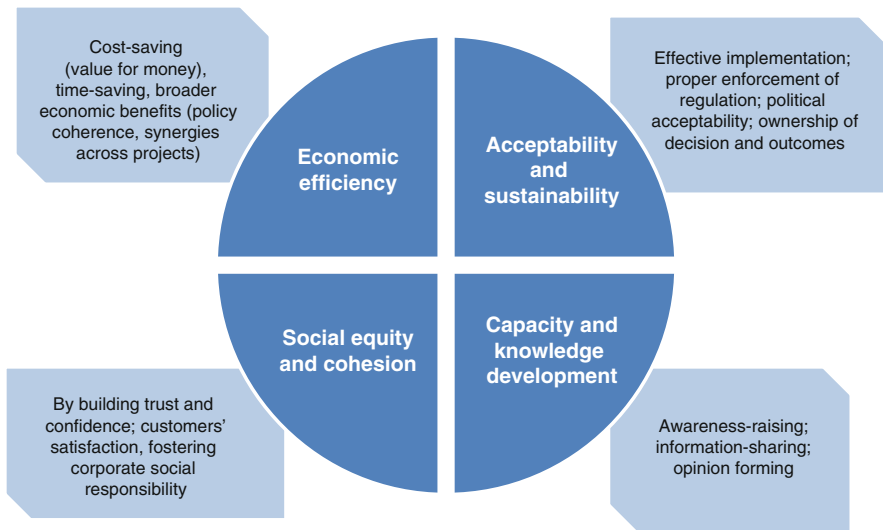 Cost-saving
(value for money),
time-saving, broader
economic benefits (policy
coherence, synergies
across projects)
Economic
efficiency
Acceptability
and
sustainability
Effective implementation;
proper enforcement of
regulation; political
acceptability; ownership of
decision and outcomes
Social equity
and cohesion
By building trust and
confidence; customers’
satisfaction, fostering
corporate social
responsibility
Capacity and
knowledge
development
Awareness-raising;
information-sharing;
opinion forming